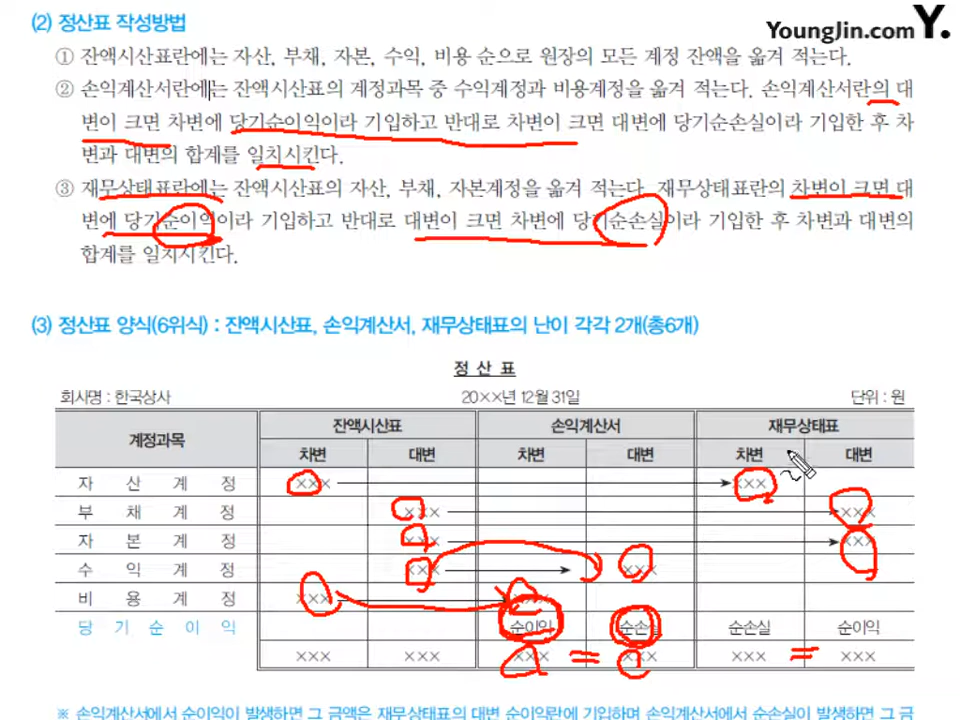 (2) 정산표 작성방법
YoungJin.com Y.
① 잔액시산표란에는 자산, 부채, 자본, 수익, 비용 순으로 원장의 모든 계정 잔액을 옮겨 적는다.
② 손익계산서란에는 잔액시산표의 계정과목 중 수익계정과 비용계정을 옮겨 적는다. 손익계산서란의 대
변이 크면 차변에 당기순이익이라 기입하고 반대로 차변이 크면 대변에 당기순손실이라 기입한 후 차
변과 대변의 합계를 일치시킨다.
③ 재무상태표란에는 잔액시산표의 자산, 부채, 자본계정을 옮겨 적는다. 재무상태표란의 차변이 크면 대
변에 당기순이익이라 기입하고 반대로 대변이 크면 차변에 당기순손실이라 기입한 후 차변과 대변의
합계를 일치시킨다.
(3) 정산표 양식(6위식) : 잔액시산표, 손익계산서, 재무상태표의 난이 각각 2개(총6개)
정 산 표
회사명 : 한국상사 20××년 12월 31일 단위 : 원
계정과목 잔액시산표 손익계산서 재무상태표
차변 대변 차변 대변 차변 대변
자 산 계 정 ××× ×××
부 채 계 정 ××× ×××
자 본 계 정 ××× ×××
수 익 계 정 ××× ×××
비 용 계 정 ××× ×××
당 기 순 이 익 순이익 순손실 순손실 순이익
××× ××× ××× = ××× ××× = ×××
※ 손익계산서에서 순이익이 발생하면 그 금액은 재무상태표의 대변 순이익란에 기입하며 손익계산서에서 순손실이 발생하면 그 금